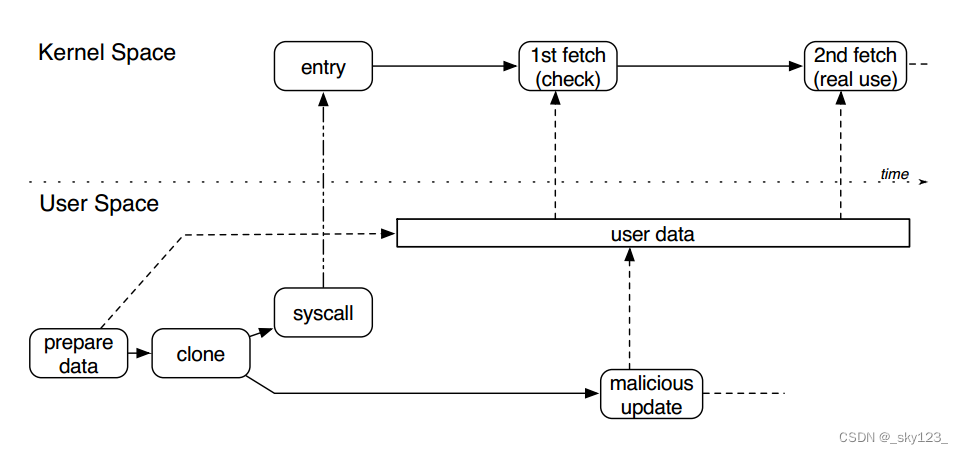 Kernel Space
entry
1st fetch
(check)
2nd fetch
(real use)
time
User Space
user data
syscall
prepare
data
clone
malicious
update
CSDN @_sky123_